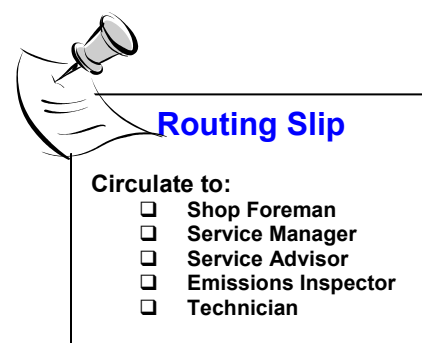 Routing Slip
Circulate to:
❑ Shop Foreman
❑ Service Manager
❑ Service Advisor
❑ Emissions Inspector
❑ Technician